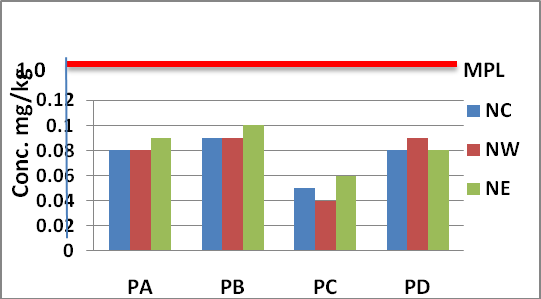 1.0
MPL
Conc. mg/kg
0.12
0.1
0.08
0.06
0.04
0.02
0
NC
NW
NE
PA PB PC PD